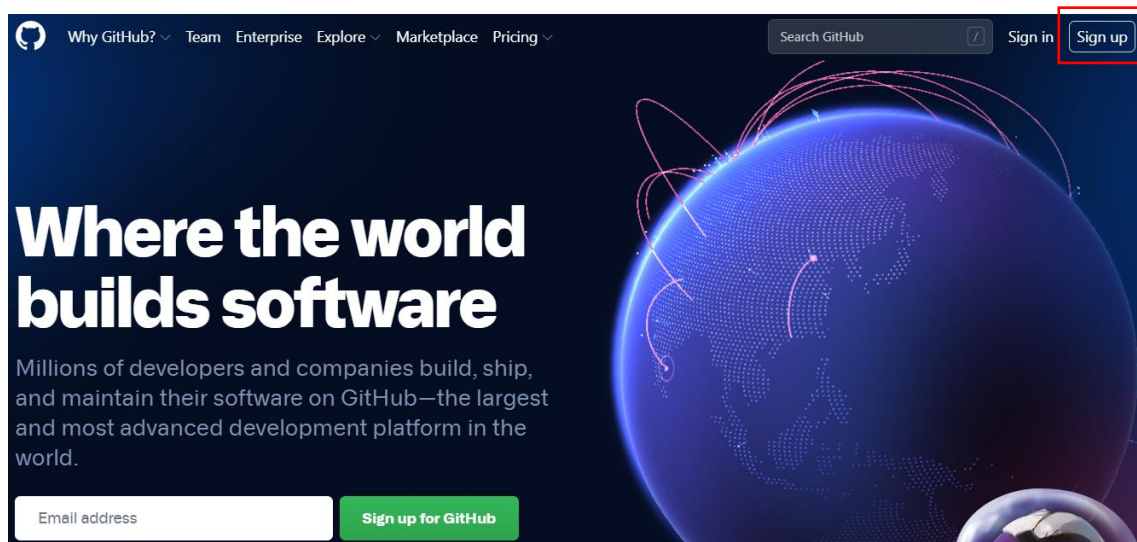 Why GitHub? Team Enterprise Explore Marketplace Pricing Search GitHub / Sign in Sign up
Where the world
builds software
Millions of developers and companies build, ship,
and maintain their software on GitHub—the largest
and most advanced development platform in the
world.
Email address Sign up for GitHub